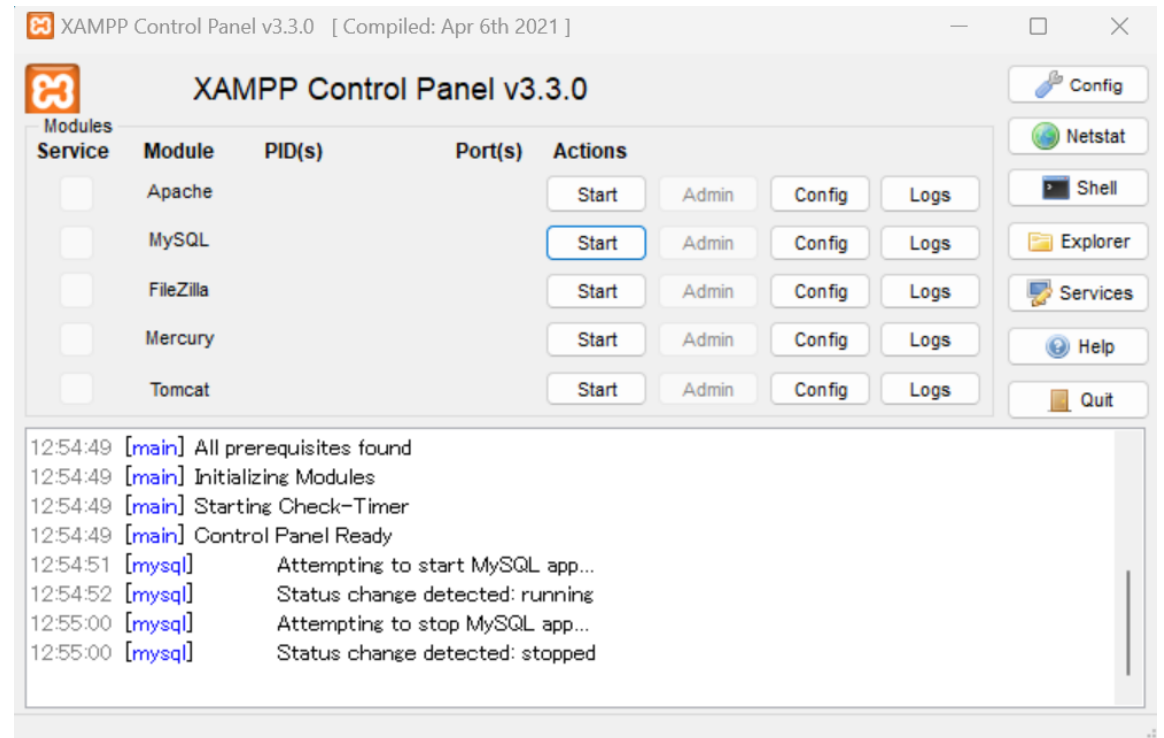 XAMPP Control Panel v3.3.0 [ Compiled: Apr 6th 2021 ]
XAMPP Control Panel v3.3.0
Config
Modules
Service Module PID(s) Port(s) Actions
Netstat
Apache Start Admin Config Logs
Shell
MySQL Start Admin Config Logs
Explorer
FileZilla Start Admin Config Logs
Services
Mercury Start Admin Config Logs
Help
Tomcat Start Admin Config Logs
Quit
12:54:49 [main] All prerequisites found
12:54:49 [main] Initializing Modules
12:54:49 [main] Starting Check-Timer
12:54:49 [main] Control Panel Ready
12:54:51 [mysql] Attempting to start MySQL app...
12:54:52 [mysql] Status change detected: running
12:55:00 [mysql] Attempting to stop MySQL app...
12:55:00 [mysql] Status change detected: stopped